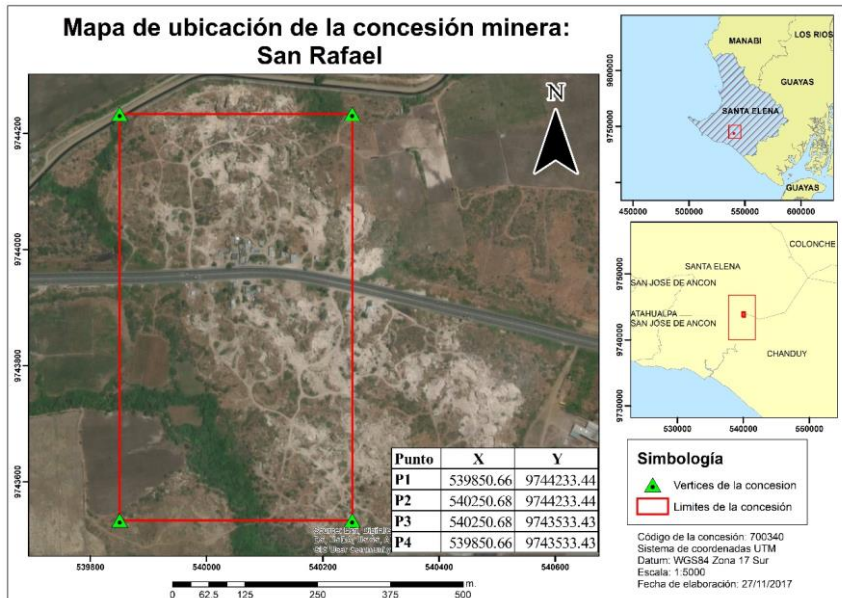 Mapa de ubicación de la concesión minera:
San Rafael
N
9744200
9744000
9743800
9743600
539800
540000
540200
540400
540600
Punto X Y
P1 539850.66 9744233.44
P2 540250.68 9744233.44
P3 540250.68 9743533.43
P4 539850.66 9743533.43
0 62.5 125 250 375 500 m.
MANABI
LOS RIOS
GUAYAS
SANTA ELENA
GUAYAS
9800000
9750000
450000
500000
550000
600000
COLONCHE
SANTA ELENA
SAN JOSE DE ANCON
ATAHUALPA
SAN JOSE DE ANCON
CHANDUY
9750000
9740000
9730000
530000
540000
550000
Simbología
Vertices de la concesion
Limites de la concesión
Código de la concesión: 700340
Sistema de coordenadas UTM
Datum: WGS84 Zona 17 Sur
Escala: 1:5000
Fecha de elaboración: 27/11/2017